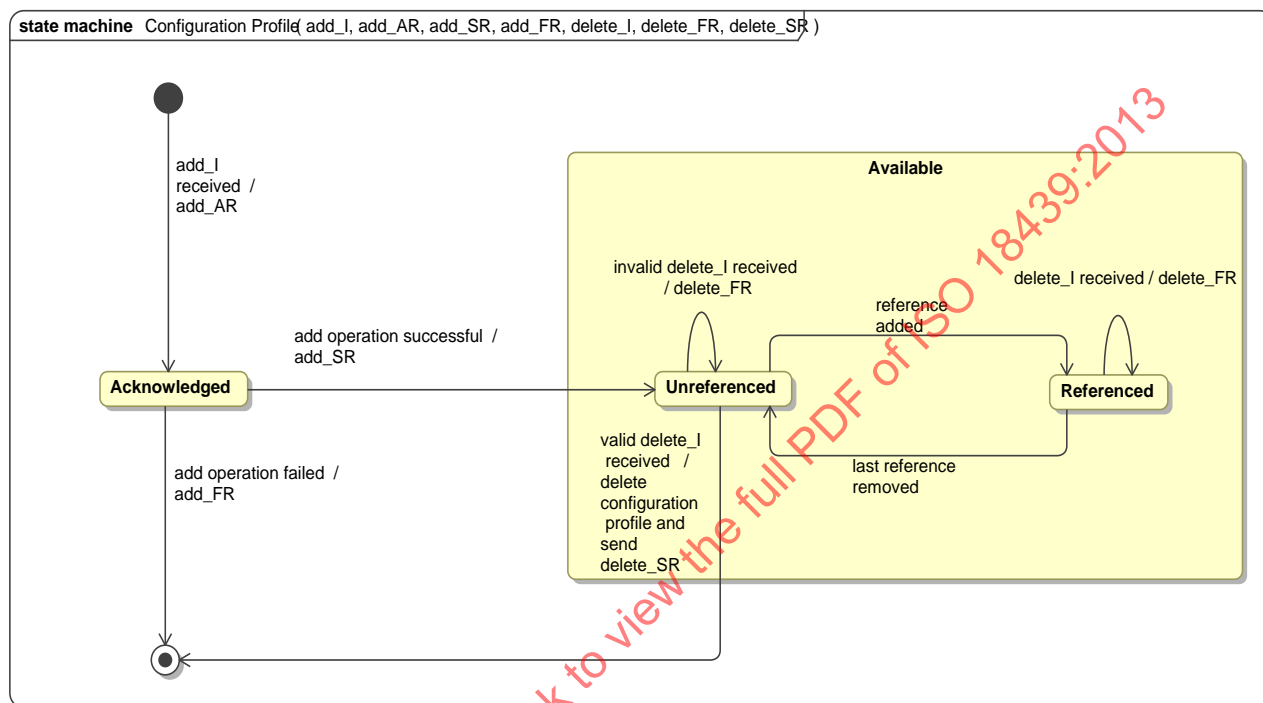 state machine Configuration Profile( add_I, add_AR, add_SR, add_FR, delete_I, delete_FR, delete_SR )
add_I
received /
add_AR
Available
invalid delete_I received
/ delete_FR
delete_I received / delete_FR
reference
added
add operation successful /
add_SR
Acknowledged
Unreferenced
Referenced
valid delete_I
received /
delete
configuration
profile and
send
delete_SR
last reference
removed
add operation failed /
add_FR
k to view the full PDF of ISO 18439:2013